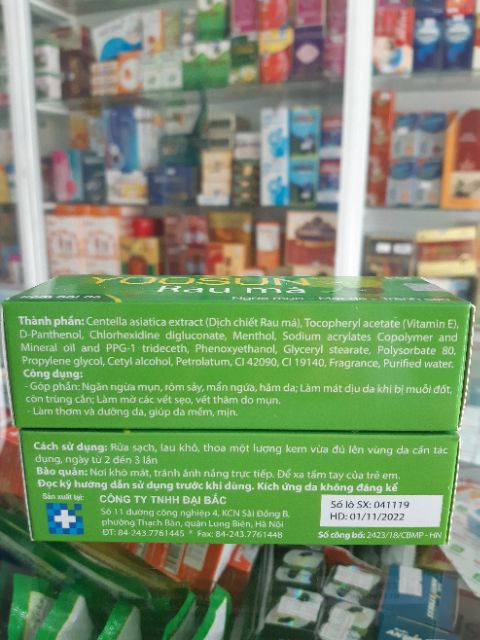 YOOSUN
Rau má
Thành phần: Centella asiatica extract (Dịch chiết Rau má), Tocopheryl acetate (Vitamin E),
D-Panthenol, Chlorhexidine digluconate, Menthol, Sodium acrylates Copolymer and
Mineral oil and PPG-1 trideceth, Phenoxyethanol, Glyceryl stearate, Polysorbate 80,
Propylene glycol, Cetyl alcohol, Petrolatum, CI 42090, CI 19140, Fragrance, Purified water.
Công dụng:
- Góp phần: Ngăn ngừa mụn, rôm sảy, mẩn ngứa, hăm da; Làm mát dịu da khi bị muỗi đốt,
côn trùng cắn; Làm mờ các vết sẹo, vết thâm do mụn.
- Làm thơm và dưỡng da, giúp da mềm, mịn.
Cách sử dụng: Rửa sạch, lau khô, thoa một lượng kem vừa đủ lên vùng da cần tác
dụng, ngày từ 2 đến 3 lần
Bảo quản: Nơi khô mát, tránh ánh nắng trực tiếp. Để xa tầm tay của trẻ em.
Đọc kỹ hướng dẫn sử dụng trước khi dùng. Kích ứng da không đáng kể
Sản xuất tại:
CÔNG TY TNHH ĐẠI BẮC
Số 11 đường công nghiệp 4, KCN Sài Đồng B,
phường Thạch Bàn, quận Long Biên, Hà Nội
ĐT: 84-243.7761445 * Fax: 84-243.7761448
Số lô SX: 041119
HD: 01/11/2022
Số công bố: 2423/18/CBMP - HN